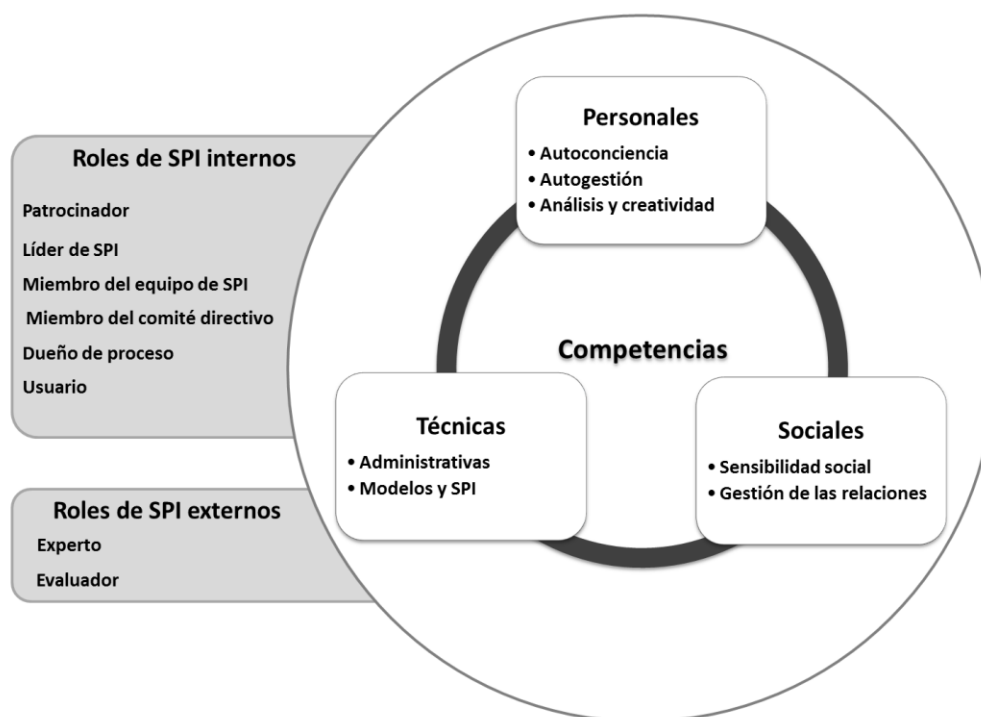 Roles de SPI internos
Patrocinador
Líder de SPI
Miembro del equipo de SPI
Miembro del comité directivo
Dueño de proceso
Usuario
Roles de SPI externos
Experto
Evaluador
Personales
• Autoconciencia
• Autogestión
• Análisis y creatividad
Competencias
Técnicas
• Administrativas
• Modelos y SPI
Sociales
• Sensibilidad social
• Gestión de las relaciones